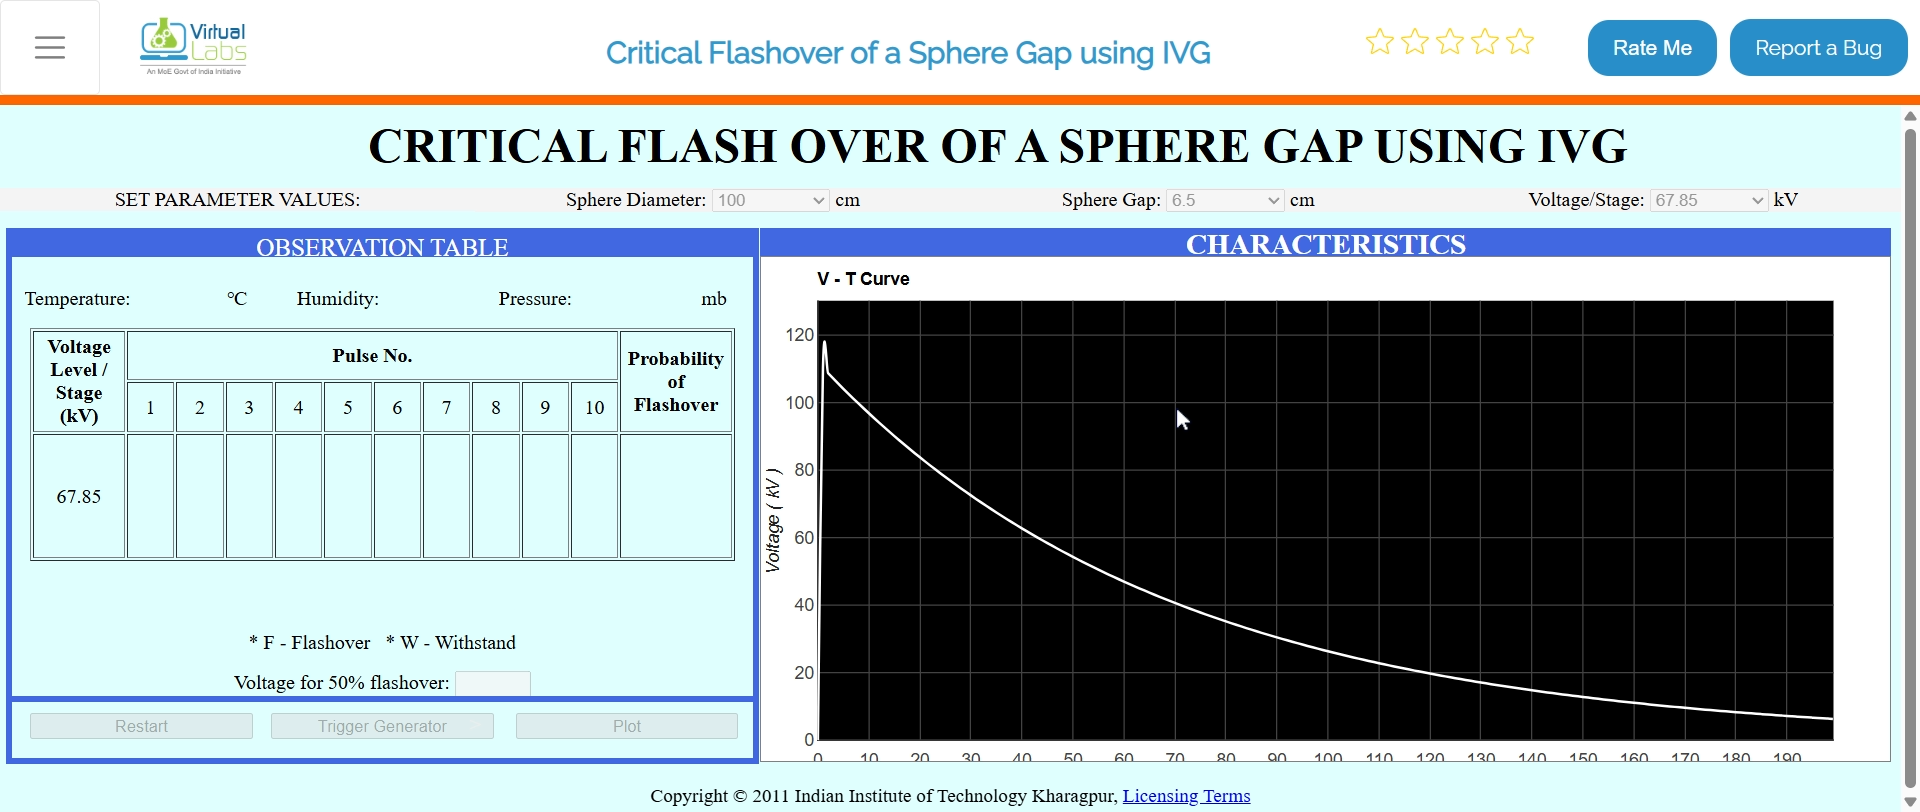 Virtual
Labs
An MoE Govt of India Initiative
Critical Flashover of a Sphere Gap using IVG
Rate Me
Report a Bug
CRITICAL FLASH OVER OF A SPHERE GAP USING IVG
SET PARAMETER VALUES: Sphere Diameter: 100 cm Sphere Gap: 6.5 cm Voltage/Stage: 67.85 kV
OBSERVATION TABLE
Temperature: °C Humidity: Pressure: mb
Voltage
Level /
Stage
(kV)
Pulse No.
Probability
of
Flashover
1 2 3 4 5 6 7 8 9 10
67.85
* F - Flashover * W - Withstand
Voltage for 50% flashover:
Restart Trigger Generator Plot
CHARACTERISTICS
V - T Curve
Voltage ( kV )
120
100
80
60
40
20
0
0 10 20 30 40 50 60 70 80 90 100 110 120 130 140 150 160 170 180 190
Copyright © 2011 Indian Institute of Technology Kharagpur, Licensing Terms